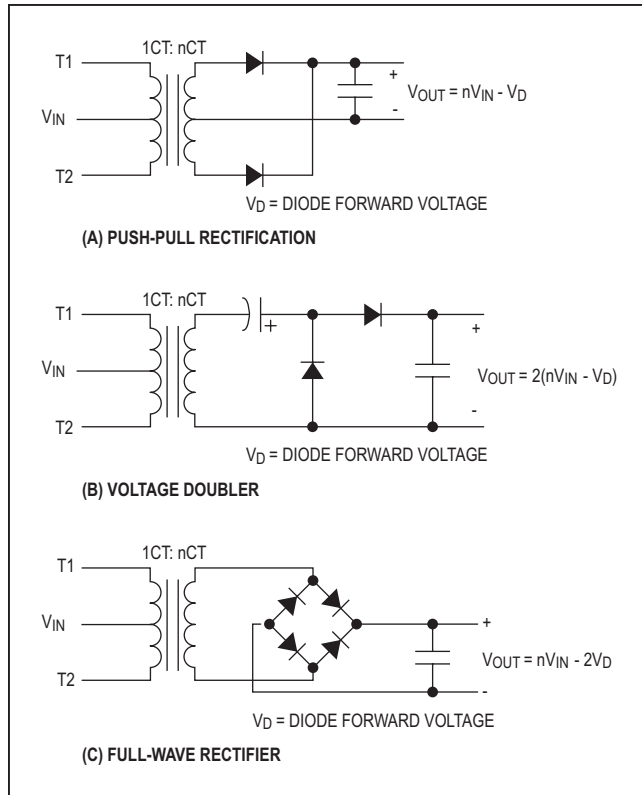 1CT: nCT
T1
VIN
T2
+
-
VOUT = nVIN - VD
VD = DIODE FORWARD VOLTAGE
(A) PUSH-PULL RECTIFICATION
1CT: nCT
T1
VIN
T2
+
+
-
VOUT = 2(nVIN - VD)
VD = DIODE FORWARD VOLTAGE
(B) VOLTAGE DOUBLER
1CT: nCT
T1
VIN
T2
+
-
VOUT = nVIN - 2VD
VD = DIODE FORWARD VOLTAGE
(C) FULL-WAVE RECTIFIER